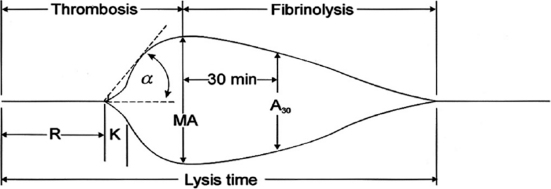 Thrombosis Fibrinolysis
α 30 min
MA A30
R K
Lysis time